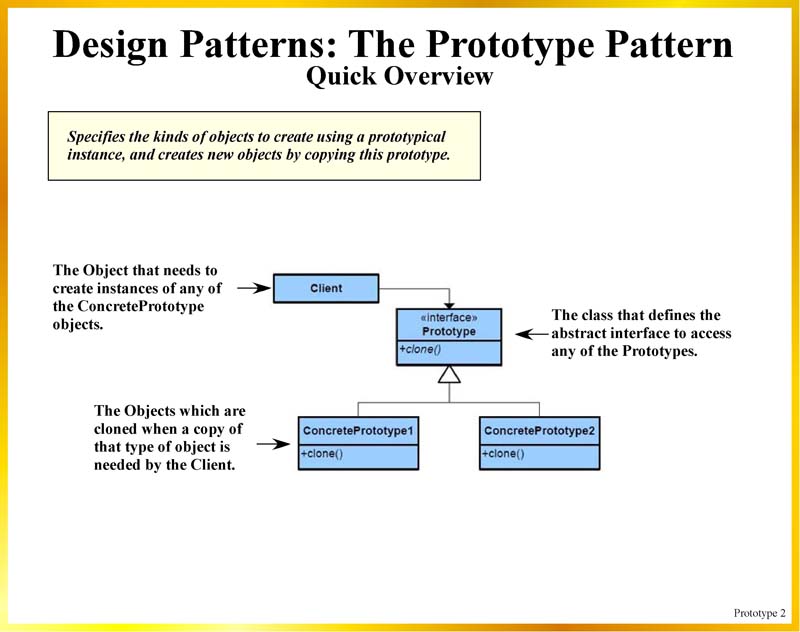 Design Patterns: The Prototype Pattern
Quick Overview
Specifies the kinds of objects to create using a prototypical
instance, and creates new objects by copying this prototype.
The Object that needs to
create instances of any of
the ConcretePrototype
objects.
Client
«interface»
Prototype
+clone()
The class that defines the
abstract interface to access
any of the Prototypes.
The Objects which are
cloned when a copy of
that type of object is
needed by the Client.
ConcretePrototype1
+clone()
ConcretePrototype2
+clone()
Prototype 2